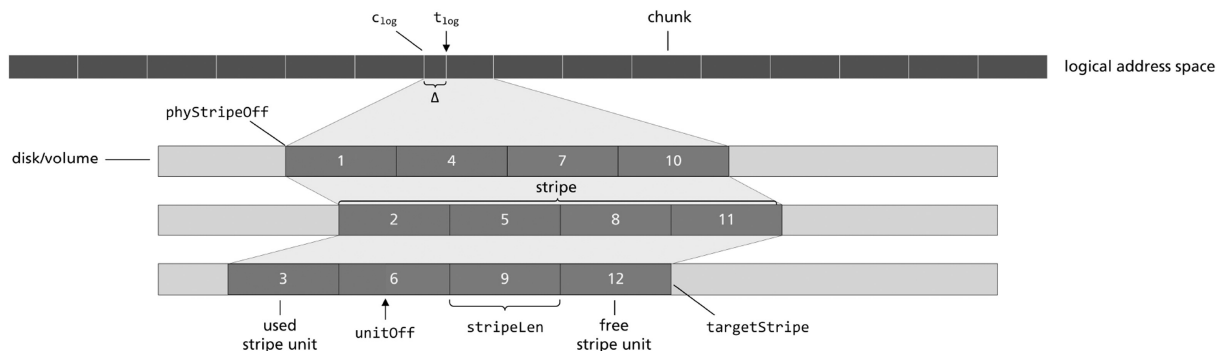 c_log t_log chunk
logical address space
Δ
phyStripeOff
disk/volume
1 4 7 10
stripe
2 5 8 11
3 6 9 12
used
stripe unit
unitOff
stripeLen
free
stripe unit
targetStripe